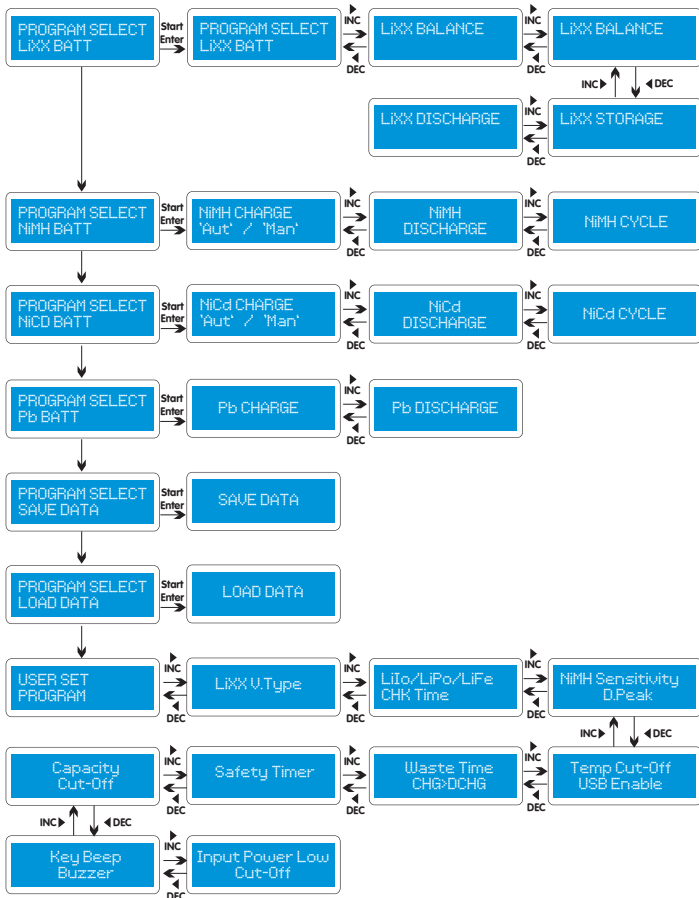 PROGRAM SELECT
LiXX BATT
Start
Enter
PROGRAM SELECT
LiXX BATT
INC
DEC
LiXX BALANCE
INC
DEC
LiXX BALANCE
INC
DEC
LiXX DISCHARGE
INC
DEC
LiXX STORAGE
PROGRAM SELECT
NiMH BATT
Start
Enter
NiMH CHARGE
'Aut' / 'Man'
INC
DEC
NiMH
DISCHARGE
INC
DEC
NiMH CYCLE
PROGRAM SELECT
NiCD BATT
Start
Enter
NiCd CHARGE
'Aut' / 'Man'
INC
DEC
NiCd
DISCHARGE
INC
DEC
NiCd CYCLE
PROGRAM SELECT
Pb BATT
Start
Enter
Pb CHARGE
INC
DEC
Pb DISCHARGE
PROGRAM SELECT
SAVE DATA
Start
Enter
SAVE DATA
PROGRAM SELECT
LOAD DATA
Start
Enter
LOAD DATA
USER SET
PROGRAM
INC
DEC
LiXX V.Type
INC
DEC
LiIo/LiPo/LiFe
CHK Time
INC
DEC
NiMH Sensitivity
D.Peak
INC
DEC
Capacity
Cut-Off
INC
DEC
Safety Timer
INC
DEC
Waste Time
CHG>DCHG
INC
DEC
Temp Cut-Off
USB Enable
INC
DEC
Key Beep
Buzzer
INC
DEC
Input Power Low
Cut-Off